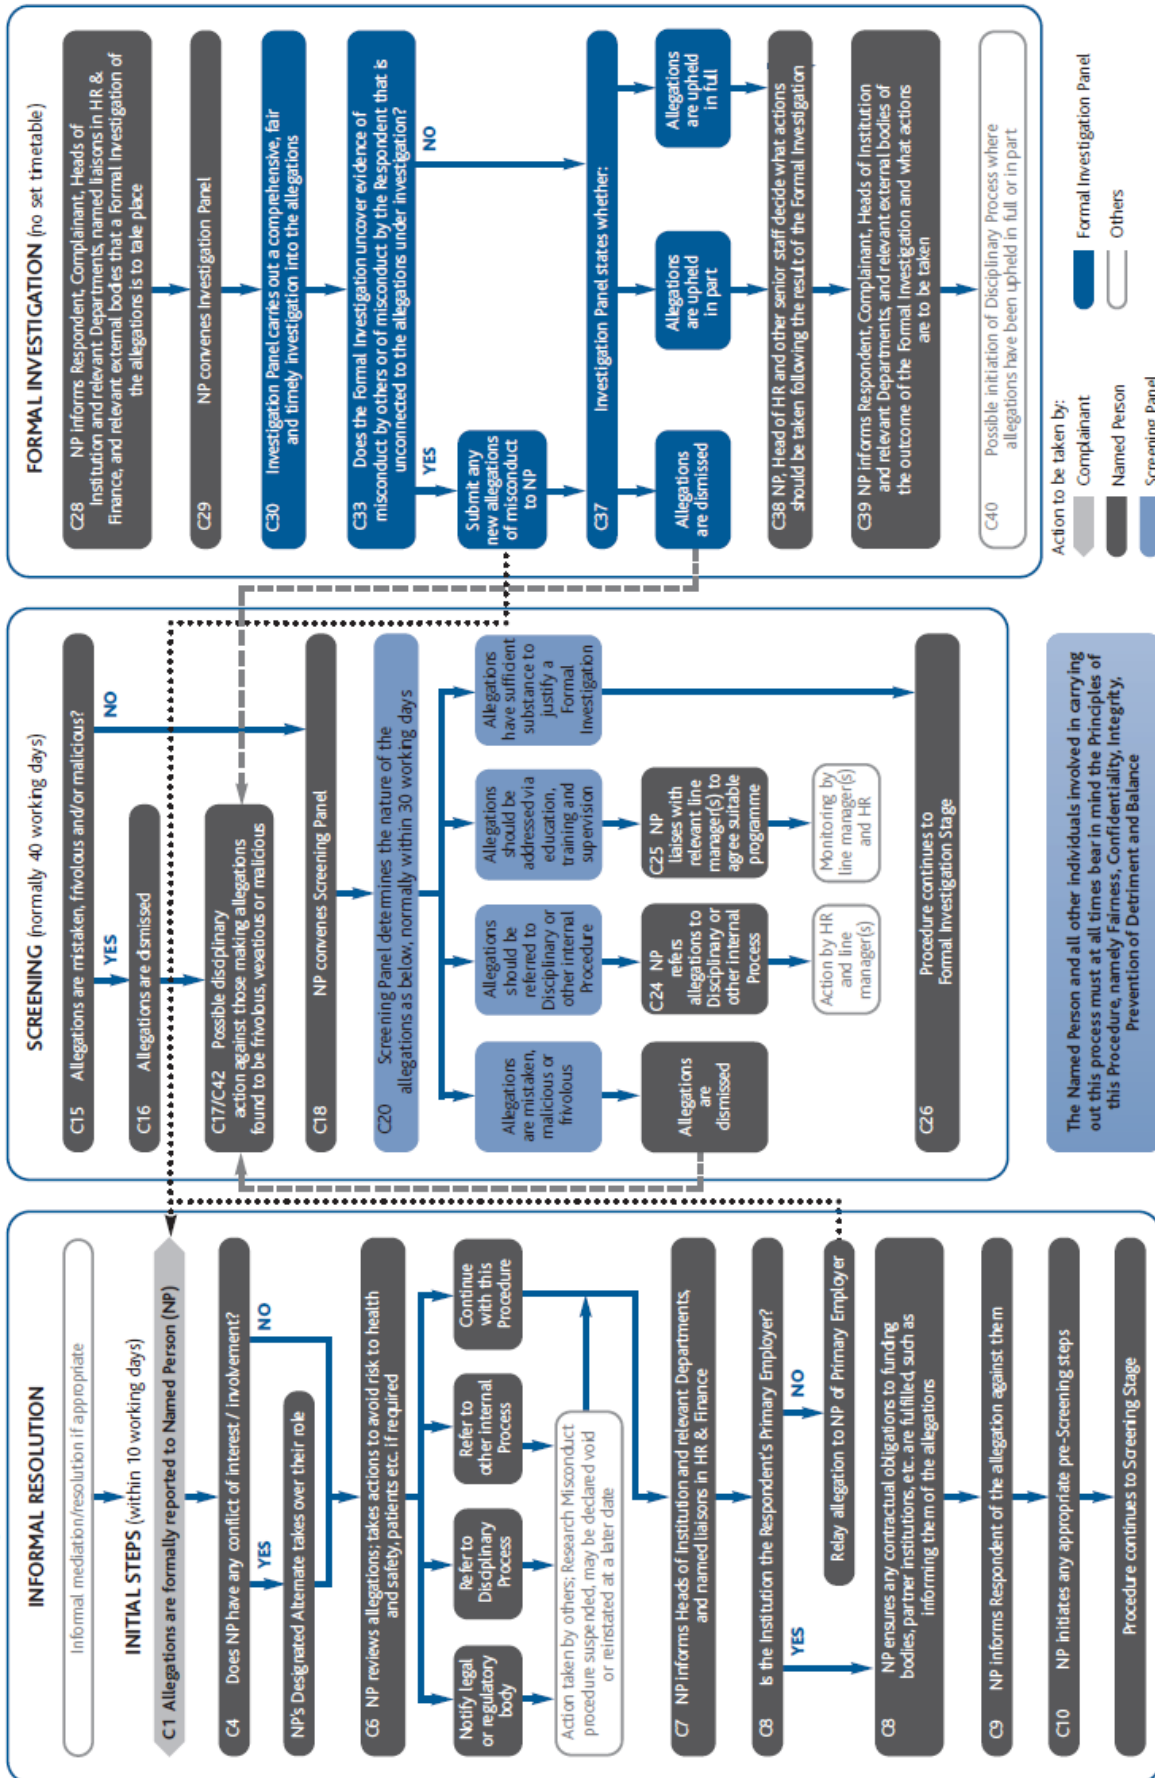 INFORMAL RESOLUTION
Informal mediation/resolution if appropriate
INITIAL STEPS (within 10 working days)
C1 Allegations are formally reported to Named Person (NP)
C4 Does NP have any conflict of interest / involvement?
YES
NO
NP's Designated Alternate takes over their role
C6 NP reviews allegations; takes actions to avoid risk to health
and safety, patients etc. if required
Notify legal
or regulatory
body
Refer to
Disciplinary
Process
Refer to
other internal
Process
Continue
with this
Procedure
Action taken by others; Research Misconduct
procedure suspended, may be declared void
or reinstated at a later date
C7 NP informs Heads of Institution and relevant Departments,
and named liaisons in HR & Finance
C8 Is the Institution the Respondent's Primary Employer?
YES
NO
Relay allegation to NP of Primary Employer
C8 NP ensures any contractual obligations to funding
bodies, partner institutions, etc. are fulfilled, such as
informing them of the allegations
C9 NP informs Respondent of the allegation against them
C10 NP initiates any appropriate pre-Screening steps
Procedure continues to Screening Stage
SCREENING (normally 40 working days)
C15 Allegations are mistaken, frivolous and/or malicious?
YES
NO
C16 Allegations are dismissed
C17/C42 Possible disciplinary
action against those making allegations
found to be frivolous, vexatious or malicious
C18 NP convenes Screening Panel
C20 Screening Panel determines the nature of the
allegations as below, normally within 30 working days
Allegations
are mistaken,
malicious or
frivolous
Allegations
should be
referred to
Disciplinary or
other internal
Procedure
Allegations
should be
addressed via
education,
training and
supervision
Allegations
have sufficient
substance to
justify a
Formal
Investigation
Allegations
are
dismissed
C24 NP
refers
allegations to
Disciplinary or
other internal
Process
C25 NP
liaises with
relevant line
manager(s) to
agree suitable
programme
Action by HR
and line
manager(s)
Monitoring by
line manager(s)
and HR
C26 Procedure continues to
Formal Investigation Stage
The Named Person and all other individuals involved in carrying
out this process must at all times bear in mind the Principles of
this Procedure, namely Fairness, Confidentiality, Integrity,
Prevention of Detriment and Balance
FORMAL INVESTIGATION (no set timetable)
C28 NP informs Respondent, Complainant, Heads of
Institution and relevant Departments, named liaisons in HR &
Finance, and relevant external bodies that a Formal Investigation of
the allegations is to take place
C29 NP convenes Investigation Panel
C30 Investigation Panel carries out a comprehensive, fair
and timely investigation into the allegations
C33 Does the Formal Investigation uncover evidence of
misconduct by others or of misconduct by the Respondent that is
unconnected to the allegations under investigation?
YES
NO
Submit any
new allegations
of misconduct
to NP
C37 Investigation Panel states whether:
Allegations
are dismissed
Allegations
are upheld
in part
Allegations
are upheld
in full
C38 NP, Head of HR and other senior staff decide what actions
should be taken following the result of the Formal Investigation
C39 NP informs Respondent, Complainant, Heads of Institution
and relevant Departments, and relevant external bodies of
the outcome of the Formal Investigation and what actions
are to be taken
C40 Possible initiation of Disciplinary Process where
allegations have been upheld in full or in part
Action to be taken by:
Complainant
Named Person
Screening Panel
Formal Investigation Panel
Others